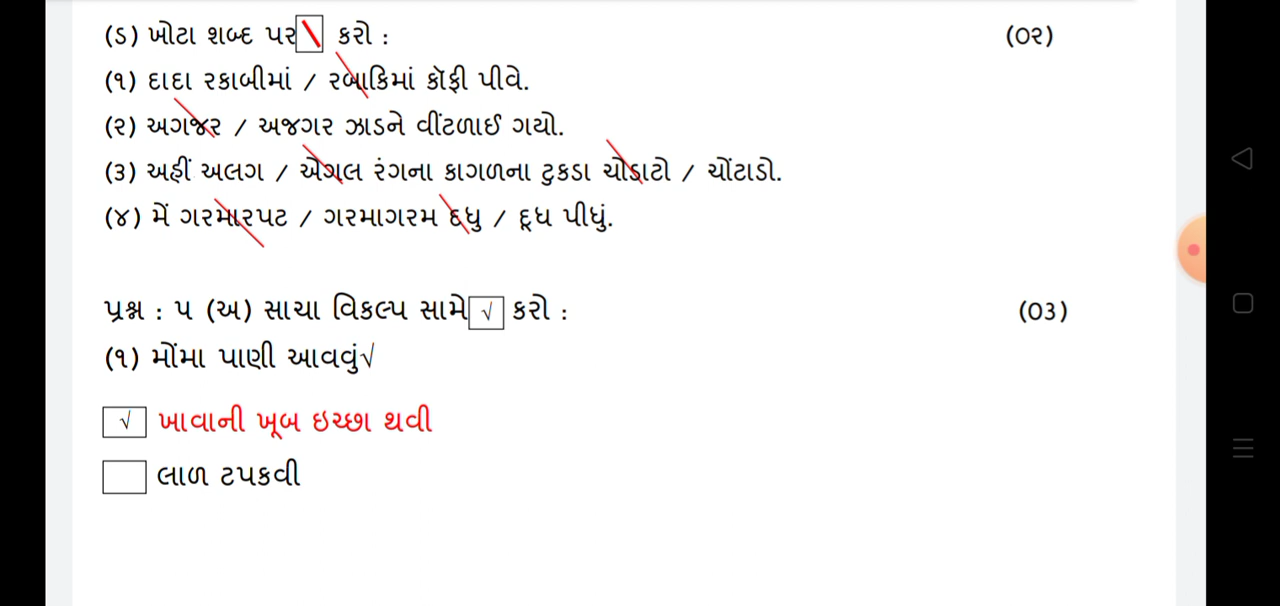 (ડ) ખોટા શબ્દ પર \ કરો : (૦૨)
(૧) દાદા રકાબીમાં / રબાકિમાં કૉફી પીવે.
(૨) અગજર / અજગર ઝાડને વીંટળાઈ ગયો.
(૩) અહીં અલગ / એગલ રંગના કાગળના ટુકડા ચોડાટો / ચોંટાડો.
(૪) મેં ગરમારપટ / ગરમાગરમ દધુ / દૂધ પીધું.
પ્રશ્ન : ૫ (અ) સાચા વિકલ્પ સામે √ કરો : (૦૩)
(૧) મોંમા પાણી આવવું√
√ ખાવાની ખૂબ ઇચ્છા થવી
લાળ ટપકવી